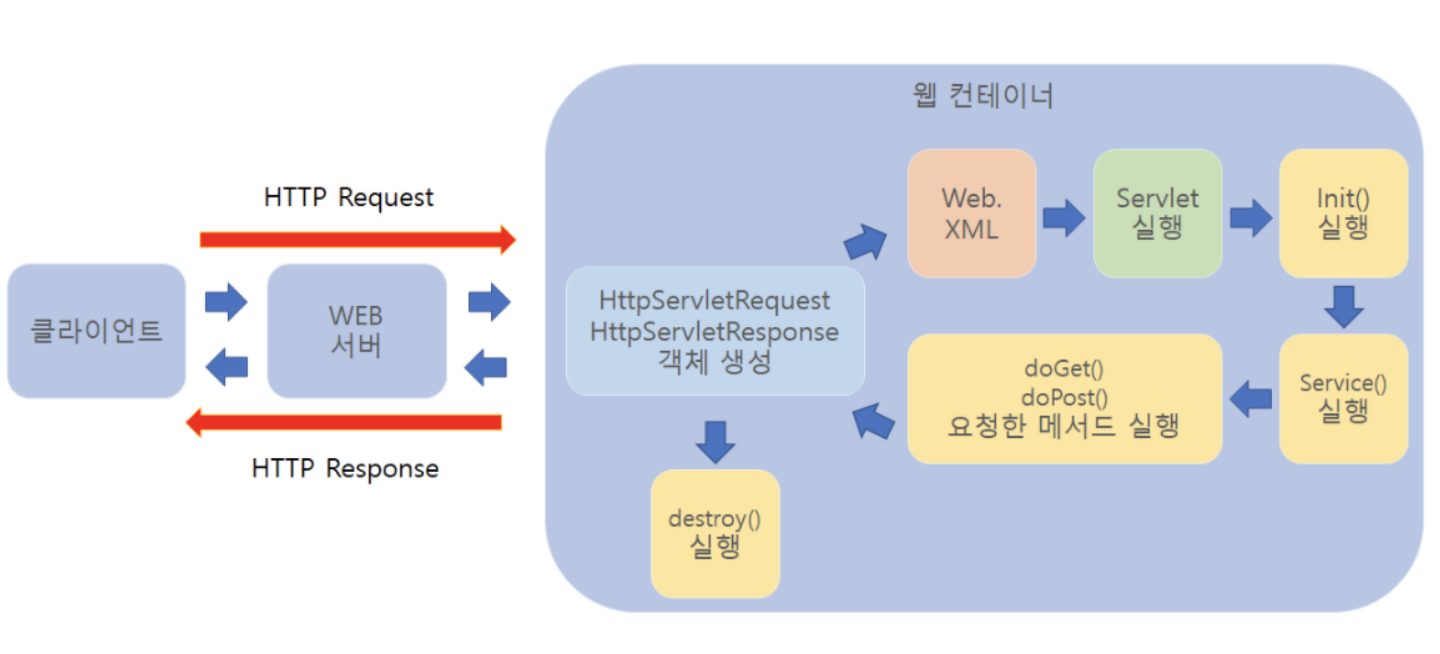 웹 컨테이너
HTTP Request
클라이언트
WEB
서버
HTTP Response
HttpServletRequest
HttpServletResponse
객체 생성
Web.
XML
Servlet
실행
Init()
실행
Service()
실행
doGet()
doPost()
요청한 메서드 실행
destroy()
실행